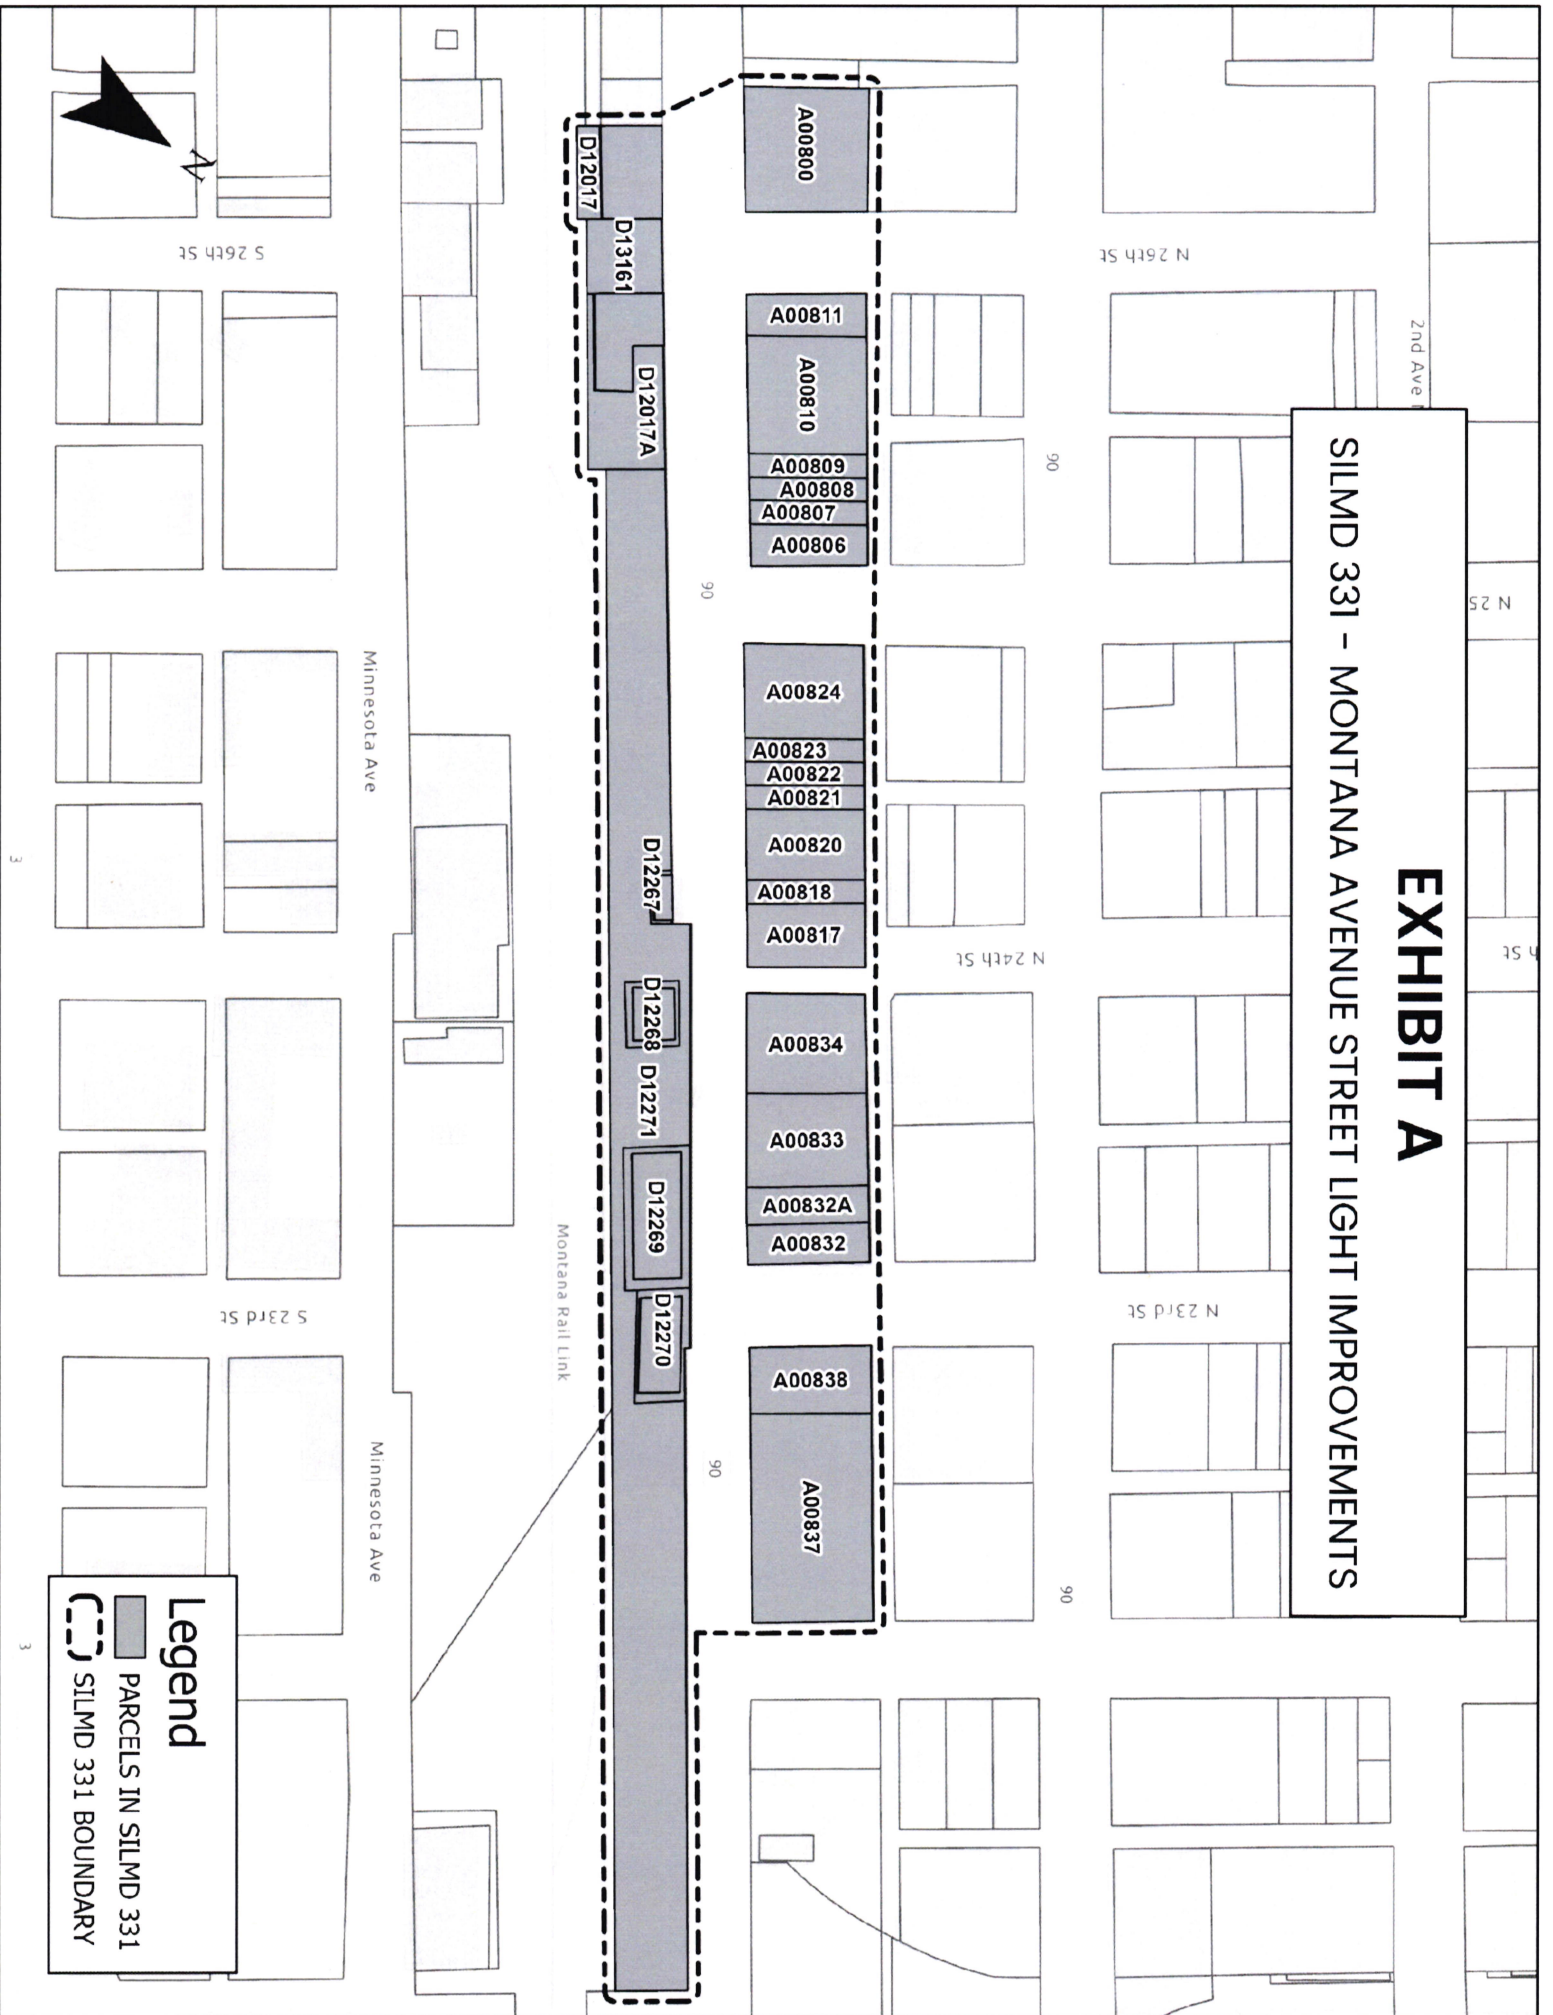 EXHIBIT A
SILMD 331 – MONTANA AVENUE STREET LIGHT IMPROVEMENTS
N
S 26th St
N 26th St
2nd Ave
N 25
90
90
D12017
D13161
D12017A
A00800
A00811
A00810
A00809
A00808
A00807
A00806
Minnesota Ave
A00824
A00823
A00822
A00821
A00820
A00818
A00817
D12267
3
N 24th St
D12268
D12271
D12269
D12270
A00834
A00833
A00832A
A00832
S 23rd St
N 23rd St
Montana Rail Link
A00838
A00837
Minnesota Ave
90
90
3
Legend
PARCELS IN SILMD 331
SILMD 331 BOUNDARY